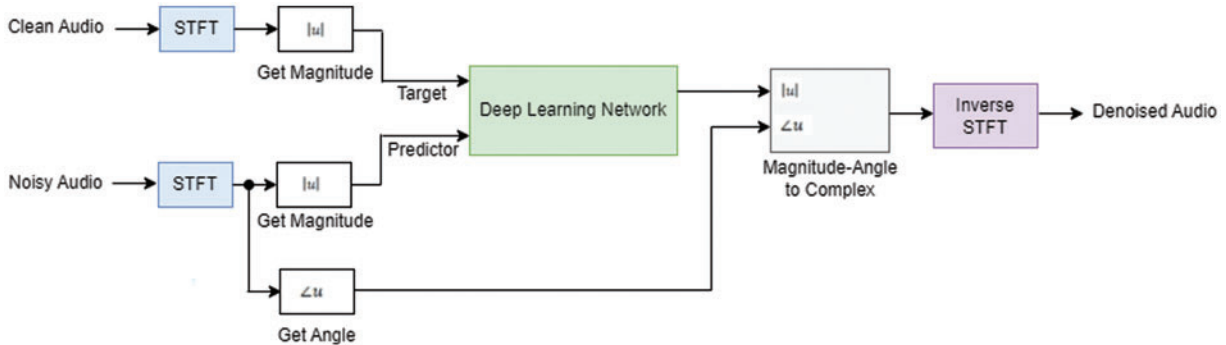 Clean Audio
STFT
|u|
Get Magnitude
Target
Deep Learning Network
|u|
∠u
Magnitude-Angle
to Complex
Inverse
STFT
Denoised Audio
Predictor
Noisy Audio
STFT
|u|
Get Magnitude
∠u
Get Angle